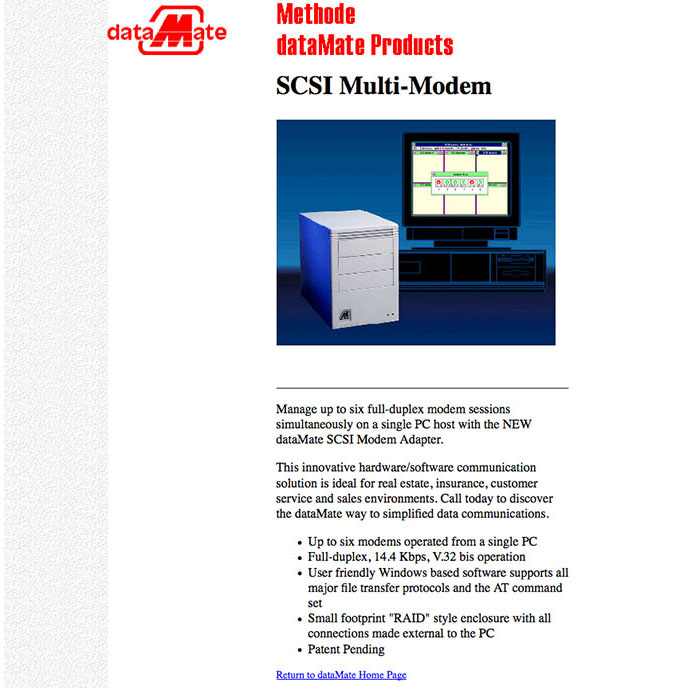 dataMate
Methode
dataMate Products
SCSI Multi-Modem
Manage up to six full-duplex modem sessions
simultaneously on a single PC host with the NEW
dataMate SCSI Modem Adapter.
This innovative hardware/software communication
solution is ideal for real estate, insurance, customer
service and sales environments. Call today to discover
the dataMate way to simplified data communications.
Up to six modems operated from a single PC
Full-duplex, 14.4 Kbps, V.32 bis operation
User friendly Windows based software supports all
major file transfer protocols and the AT command
set
Small footprint "RAID" style enclosure with all
connections made external to the PC
Patent Pending
Return to dataMate Home Page